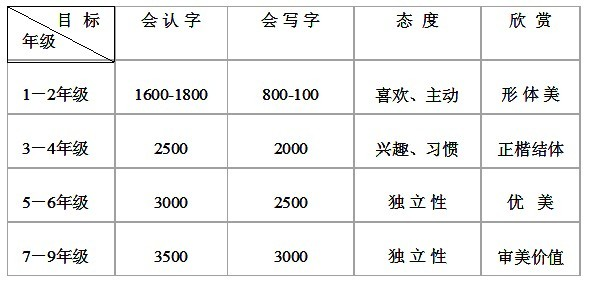 目 标 年级 会 认 字 会 写 字 态 度 欣 赏
1－2年级 1600-1800 800-100 喜欢、主动 形 体 美
3－4年级 2500 2000 兴趣、习惯 正楷结体
5－6年级 3000 2500 独 立 性 优 美
7－9年级 3500 3000 独 立 性 审美价值